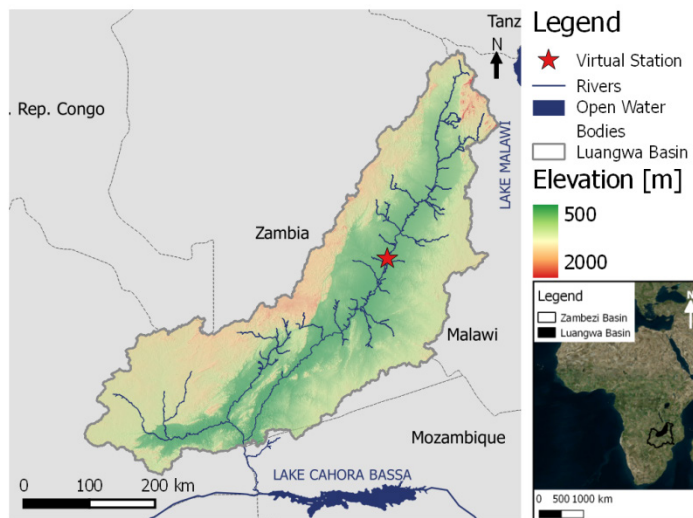 Tanz
N
. Rep. Congo
LAKE MALAWI
Zambia
Malawi
Mozambique
LAKE CAHORA BASSA
0 100 200 km
Legend
Virtual Station
Rivers
Open Water
Bodies
Luangwa Basin
Elevation [m]
500
2000
Legend
Zambezi Basin
Luangwa Basin
N
0 500 1000 km